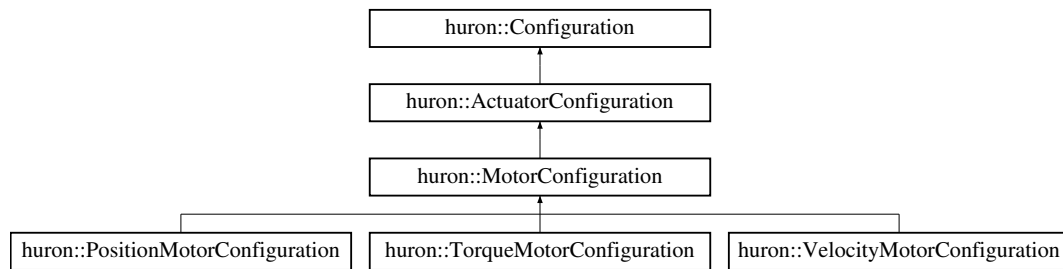 huron::Configuration
huron::ActuatorConfiguration
huron::MotorConfiguration
huron::PositionMotorConfiguration
huron::TorqueMotorConfiguration
huron::VelocityMotorConfiguration